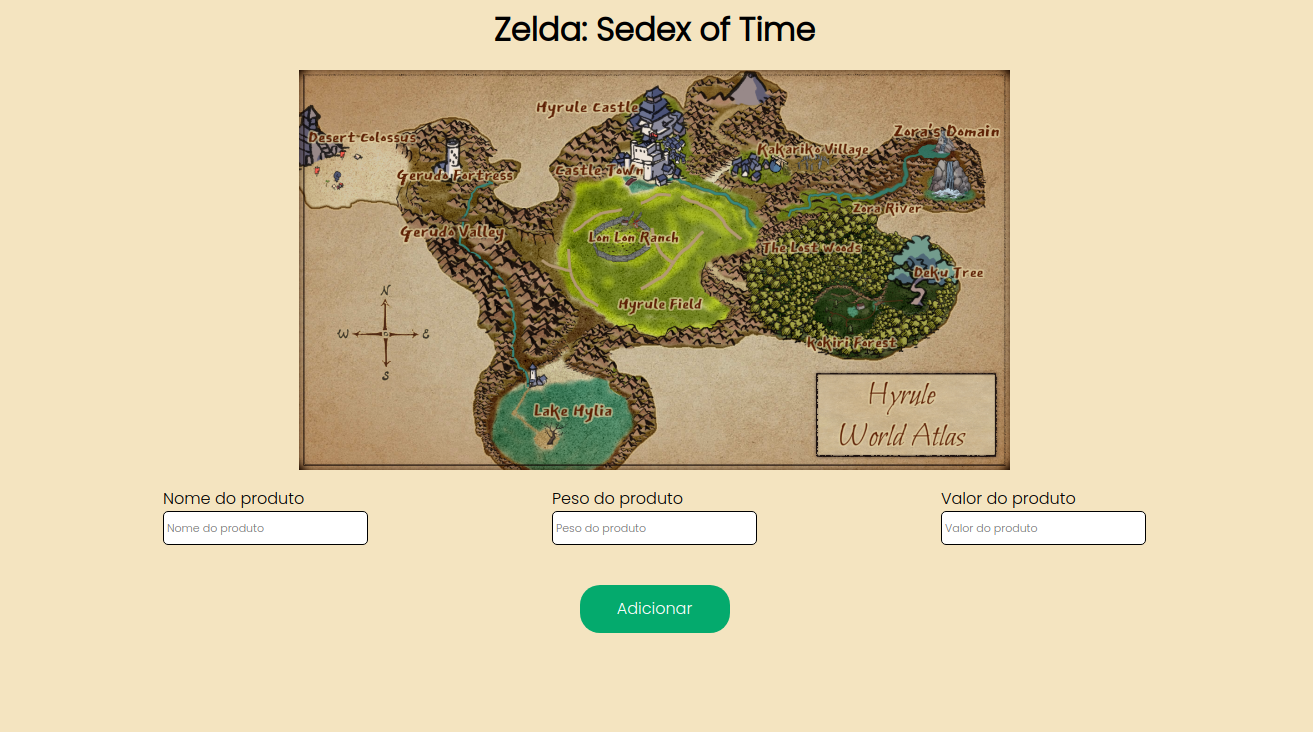 Zelda: Sedex of Time
Hyrule Castle
Zora's Domain
Desert Colossus
Kakariko Village
Castle Town
Gerudo Fortress
Zora River
Gerudo Valley
Lon Lon Ranch
The Lost Woods
Deku Tree
N
Hyrule Field
W
E
Kokiri Forest
S
Hyrule
World Atlas
Lake Hylia
Nome do produto
Peso do produto
Valor do produto
Nome do produto
Peso do produto
Valor do produto
Adicionar